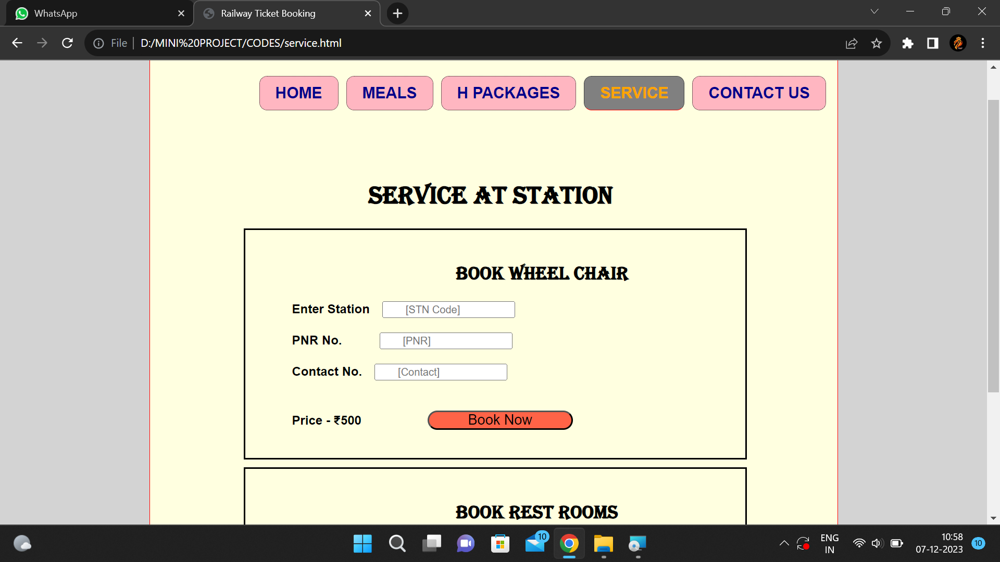 WhatsApp
Railway Ticket Booking
File
D:/MINI%20PROJECT/CODES/service.html
HOME
MEALS
H PACKAGES
SERVICE
CONTACT US
SERVICE AT STATION
BOOK WHEEL CHAIR
Enter Station [STN Code]
PNR No. [PNR]
Contact No. [Contact]
Price - ₹500 Book Now
BOOK REST ROOMS
10
ENG
IN
10:58
07-12-2023
10